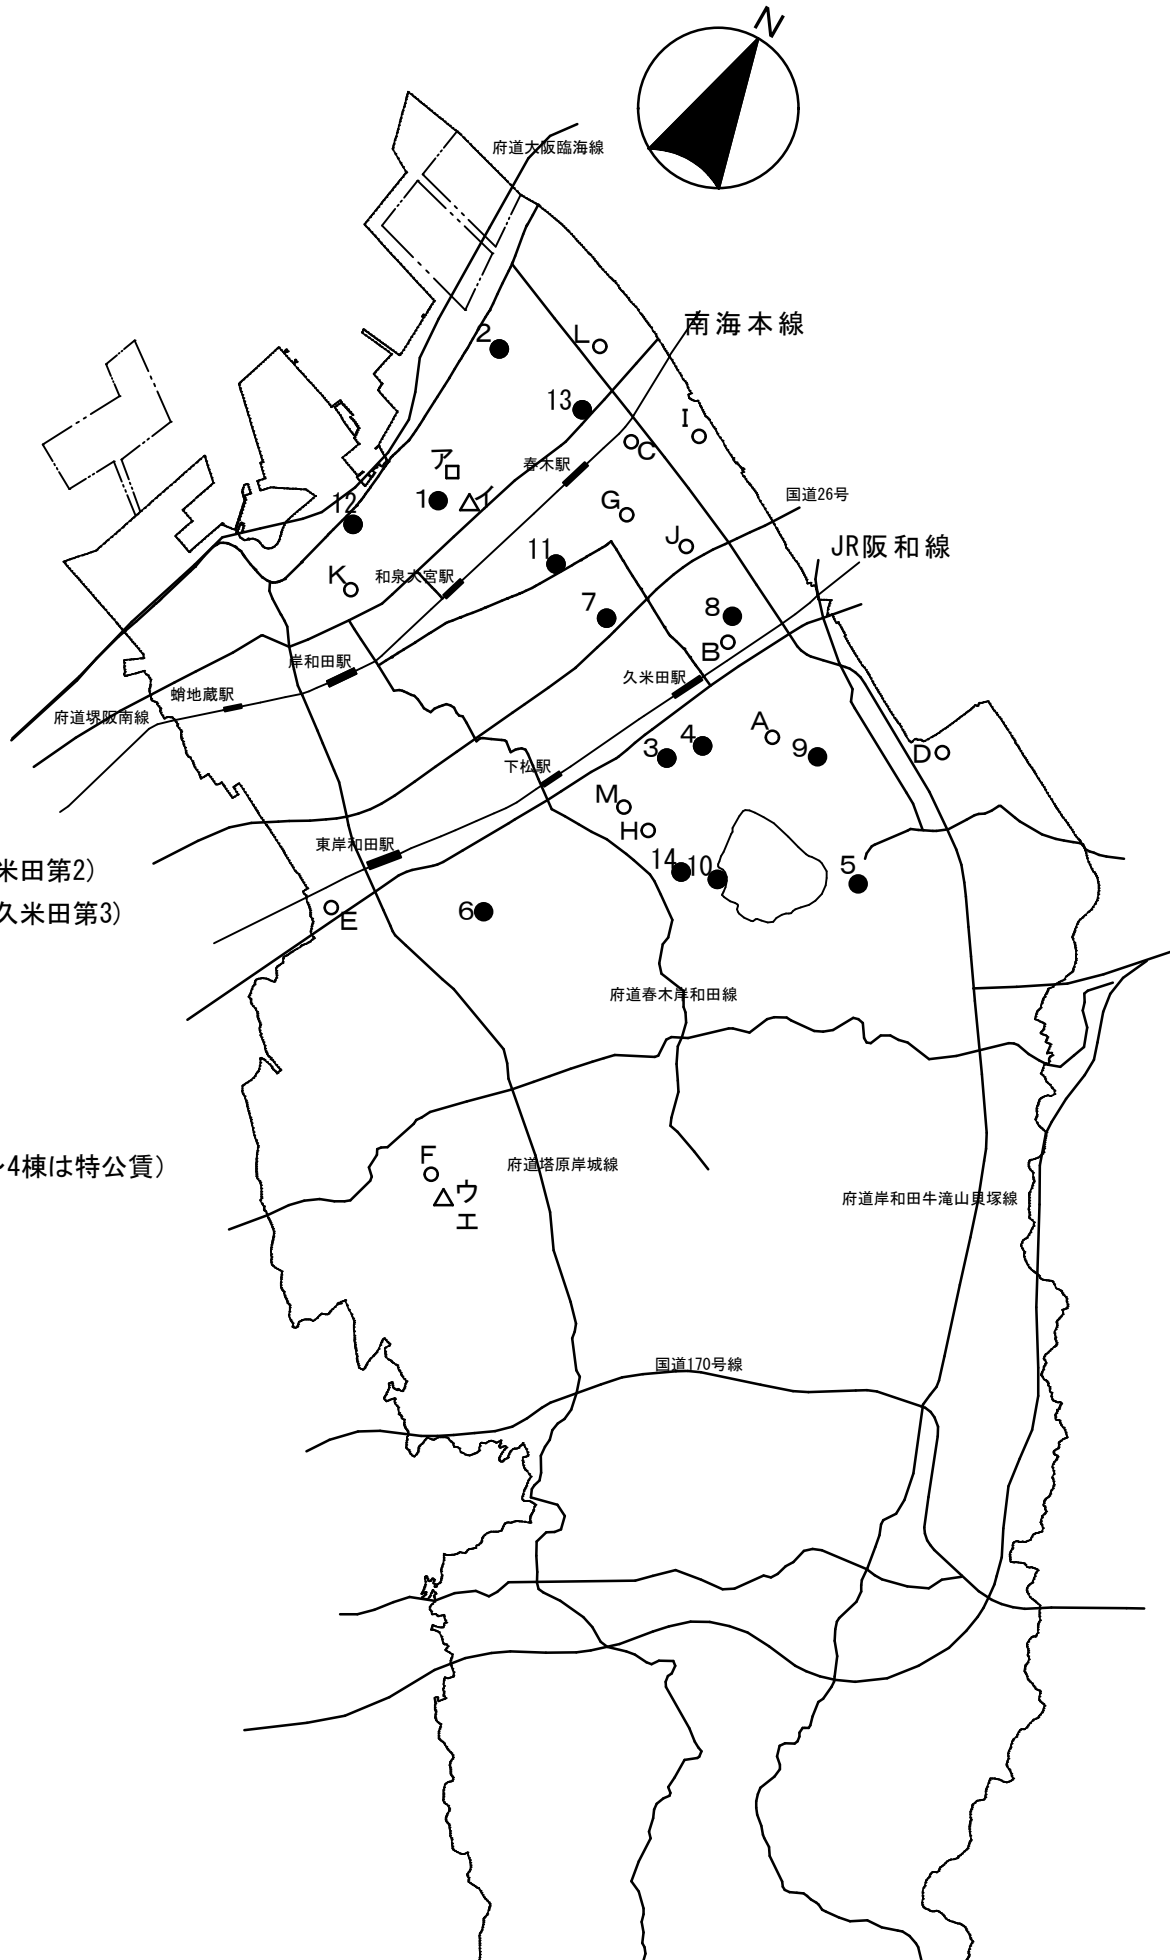 N
府道大阪臨海線
南海本線
2
L
13
I
C
春木駅
ア
1
イ
12
G
国道26号
J
JR阪和線
11
和泉大宮駅
K
7
8
B
岸和田駅
久米田駅
蛸地蔵駅
府道堺阪南線
3
4
A
9
D
下松駅
M
H
東岸和田駅
14
10
5
米田第2)
久米田第3)
6
E
府道春木岸和田線
4棟は特公賃)
F
府道塔原岸城線
ウ
エ
府道岸和田牛滝山貝塚線
国道170号線